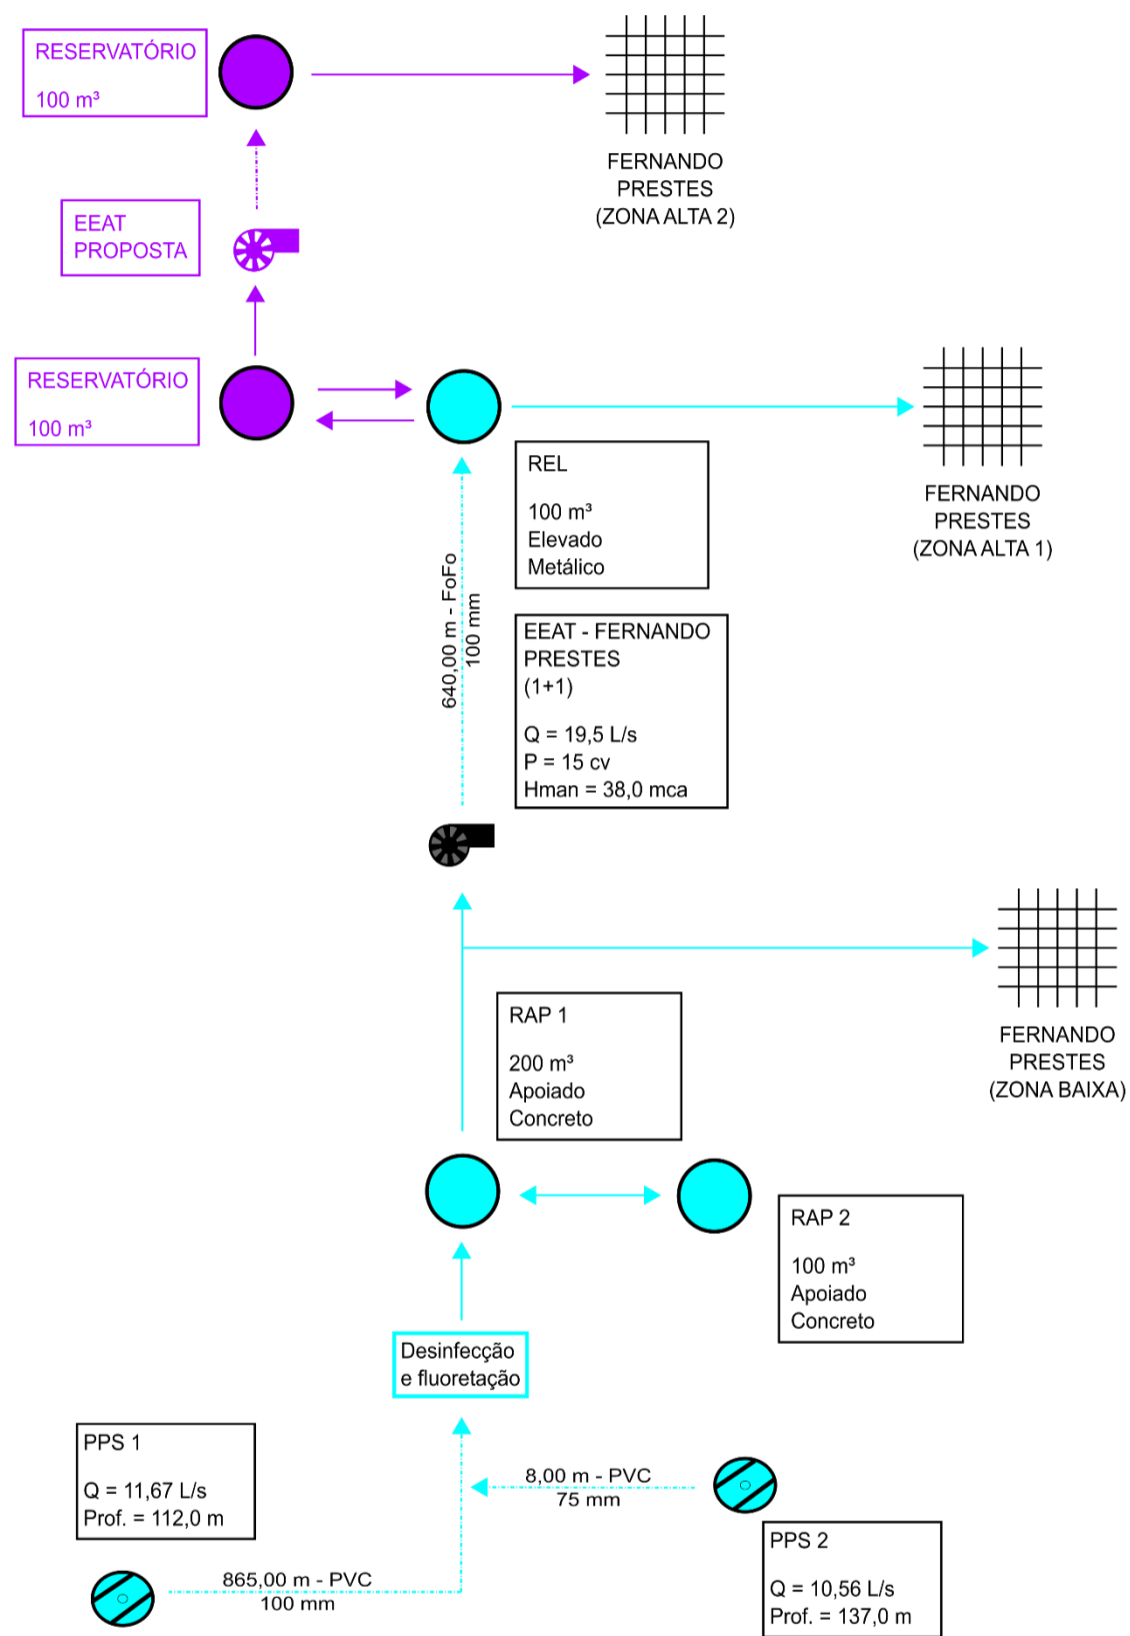 RESERVATÓRIO
100 m³
FERNANDO
PRESTES
(ZONA ALTA 2)
EEAT
PROPOSTA
RESERVATÓRIO
100 m³
REL
100 m³
Elevado
Metálico
FERNANDO
PRESTES
(ZONA ALTA 1)
640,00 m - FoFo
100 mm
EEAT - FERNANDO
PRESTES
(1+1)
Q = 19,5 L/s
P = 15 cv
Hman = 38,0 mca
FERNANDO
PRESTES
(ZONA BAIXA)
RAP 1
200 m³
Apoiado
Concreto
RAP 2
100 m³
Apoiado
Concreto
Desinfecção
e fluoretação
PPS 1
Q = 11,67 L/s
Prof. = 112,0 m
8,00 m - PVC
75 mm
PPS 2
Q = 10,56 L/s
Prof. = 137,0 m
865,00 m - PVC
100 mm